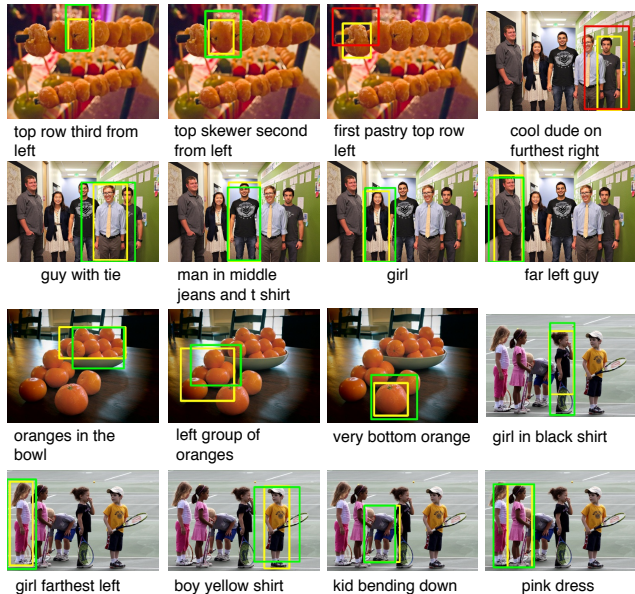 top row third from
left
top skewer second
from left
first pastry top row
left
cool dude on
furthest right
guy with tie
man in middle
jeans and t shirt
girl
far left guy
oranges in the
bowl
left group of
oranges
very bottom orange
girl in black shirt
girl farthest left
boy yellow shirt
kid bending down
pink dress